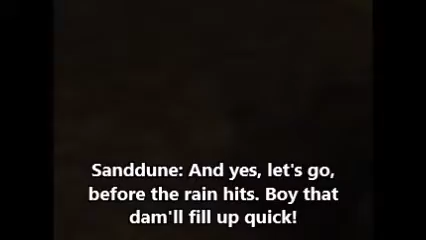 Sanddune: And yes, let's go,
before the rain hits. Boy that
dam'll fill up quick!